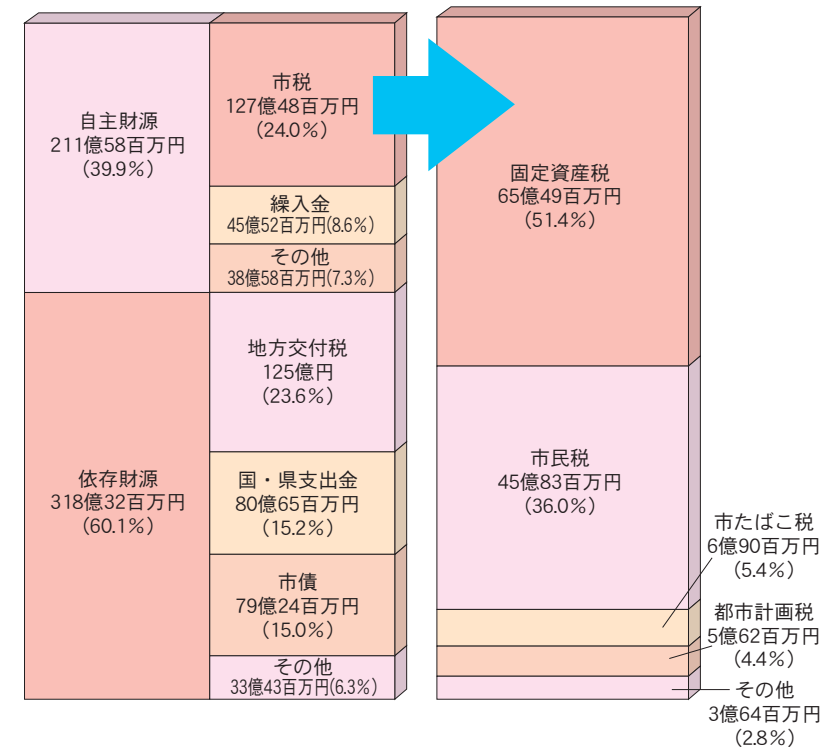 自主財源
211億58百万円
（39.9％）
市税
127億48百万円
（24.0％）
繰入金
45億52百万円(8.6％)
その他
38億58百万円(7.3％)
依存財源
318億32百万円
（60.1％）
地方交付税
125億円
（23.6％）
国・県支出金
80億65百万円
（15.2％）
市債
79億24百万円
（15.0％）
その他
33億43百万円(6.3％)
固定資産税
65億49百万円
（51.4％）
市民税
45億83百万円
（36.0％）
市たばこ税
6億90百万円
（5.4％）
都市計画税
5億62百万円
（4.4％）
その他
3億64百万円
（2.8％）